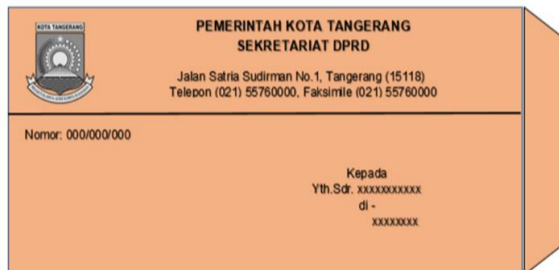 KOTA TANGERANG
PEMERINTAH KOTA TANGERANG
SEKRETARIAT DPRD
Jalan Satria Sudirman No.1, Tangerang (15118)
Telepon (021) 55760000, Faksimile (021) 55760000
Nomor: 000/000/000
Kepada
Yth.Sdr. xxxxxxxxxxx
di -
xxxxxxxx